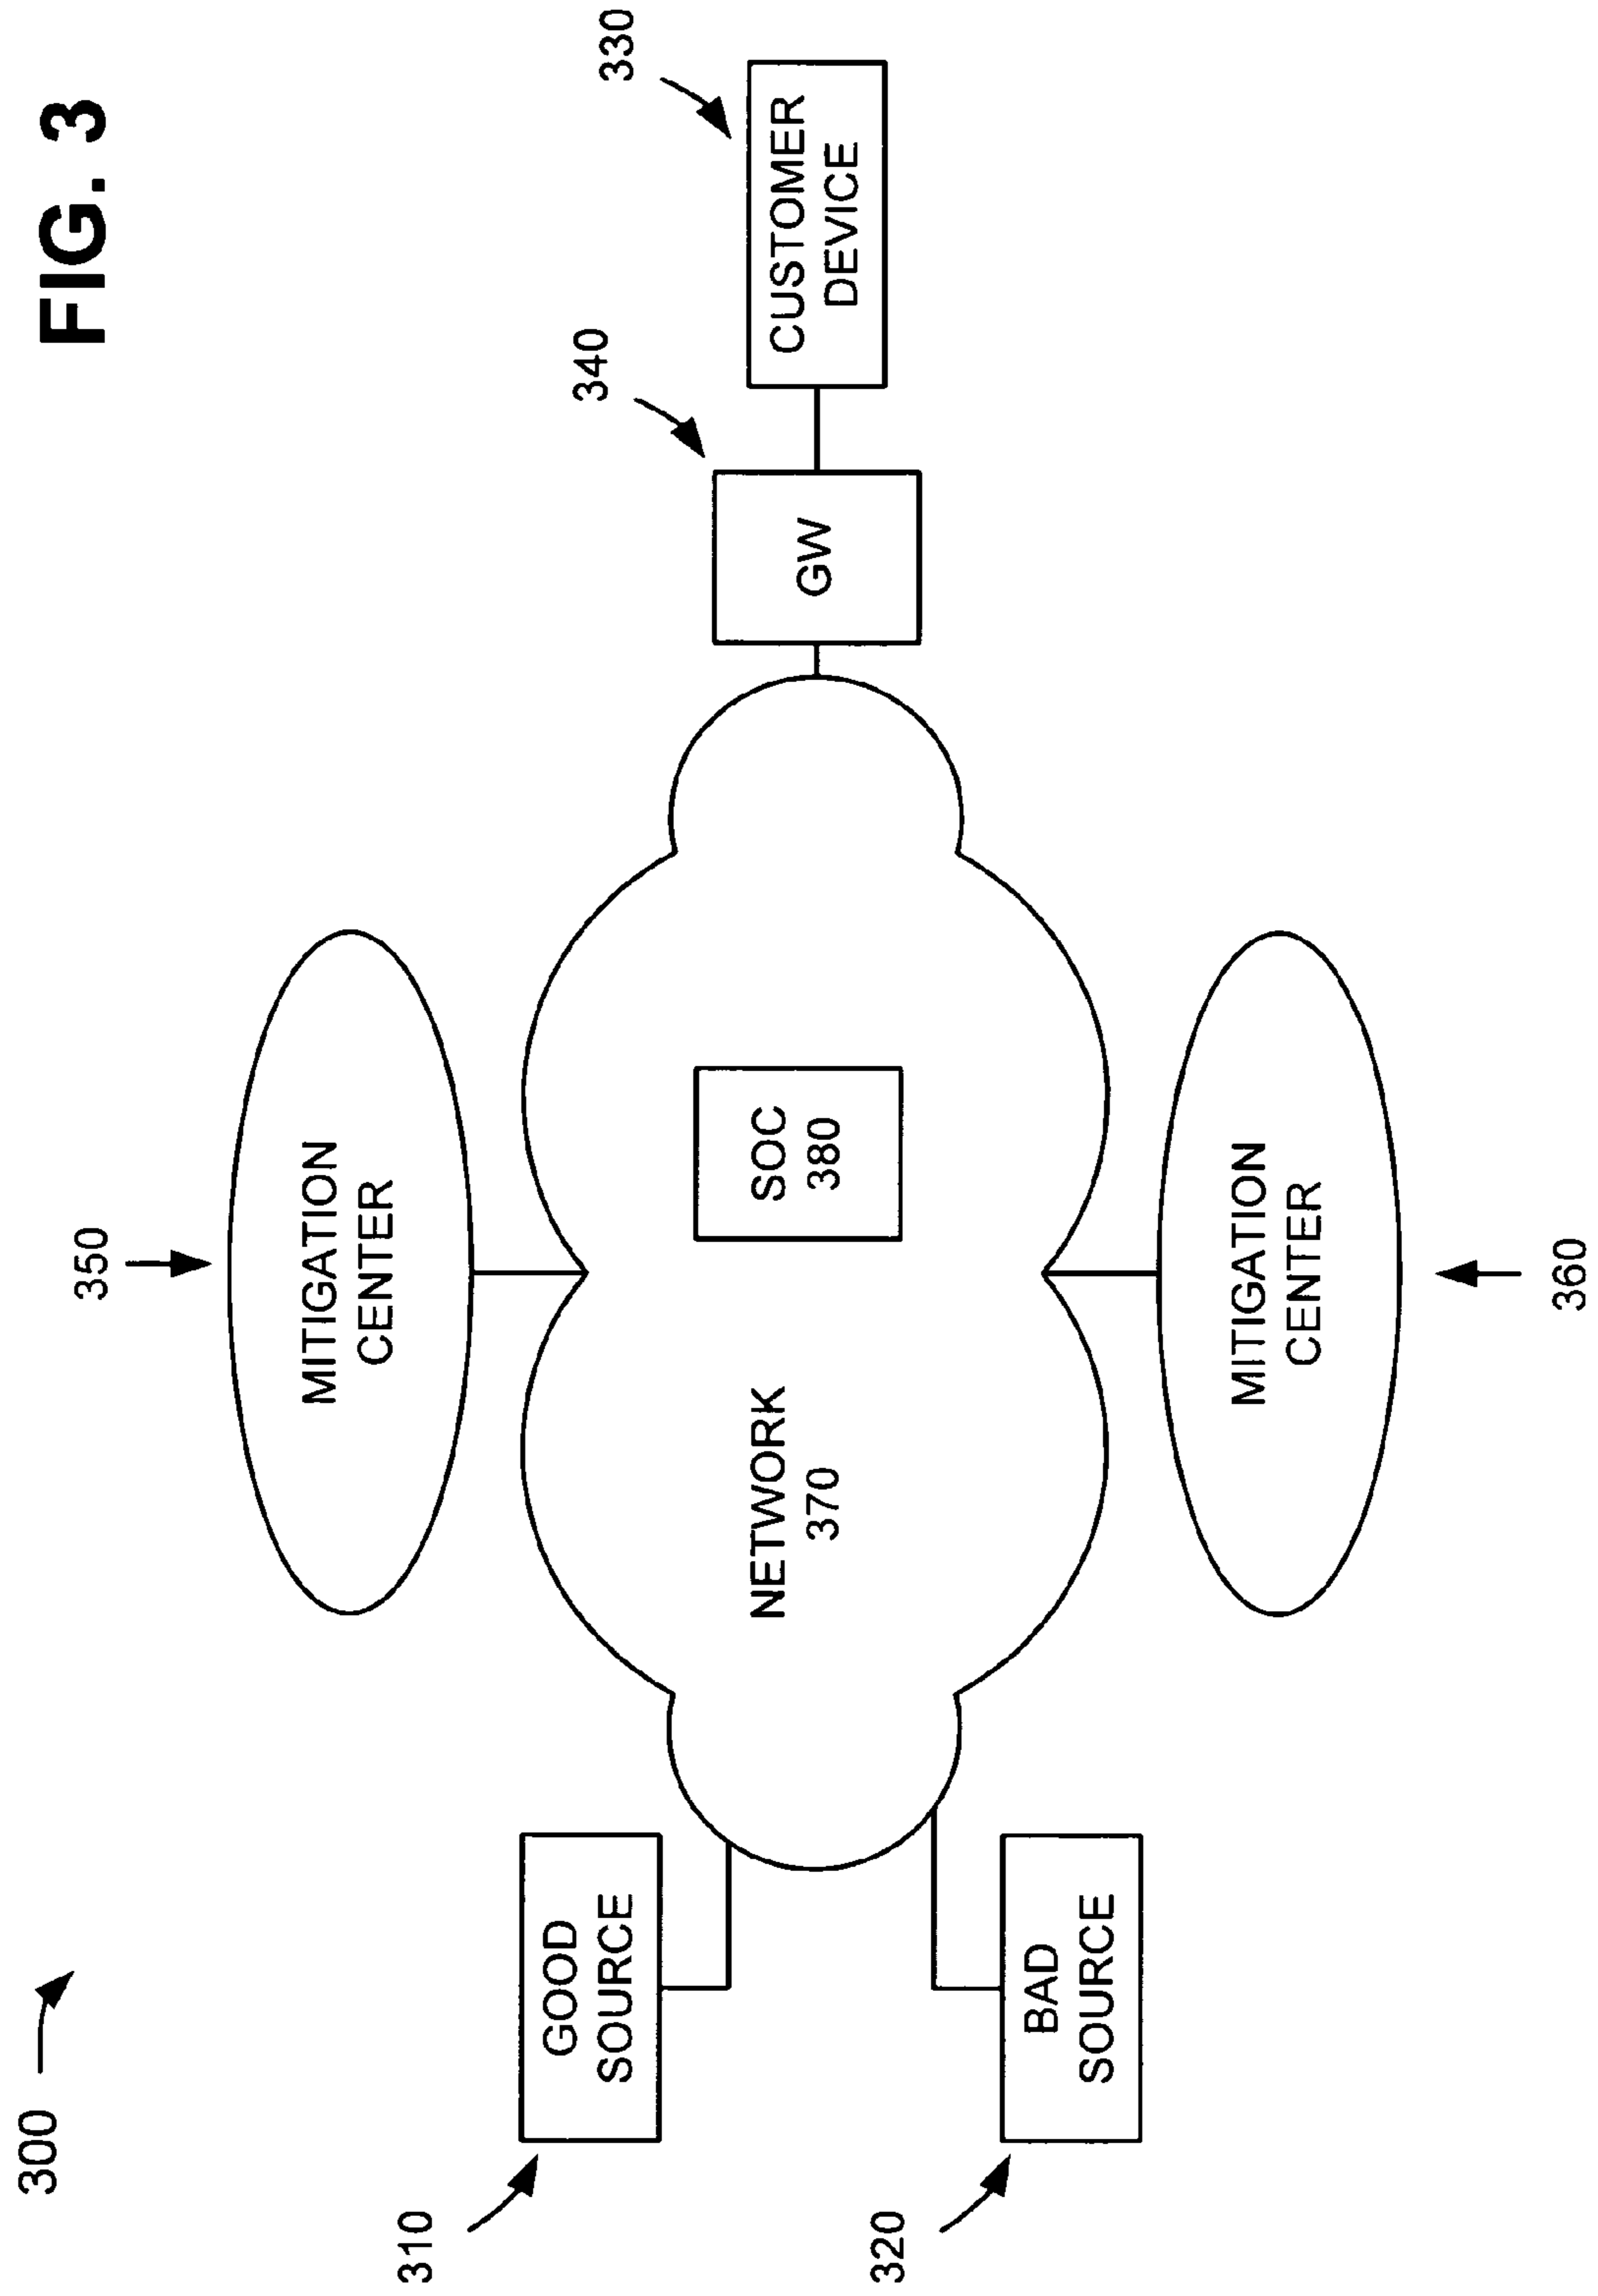 FIG. 3
300
350
MITIGATION
CENTER
310
GOOD
SOURCE
340
330
NETWORK
370
SOC
380
GW
CUSTOMER
DEVICE
320
BAD
SOURCE
MITIGATION
CENTER
360